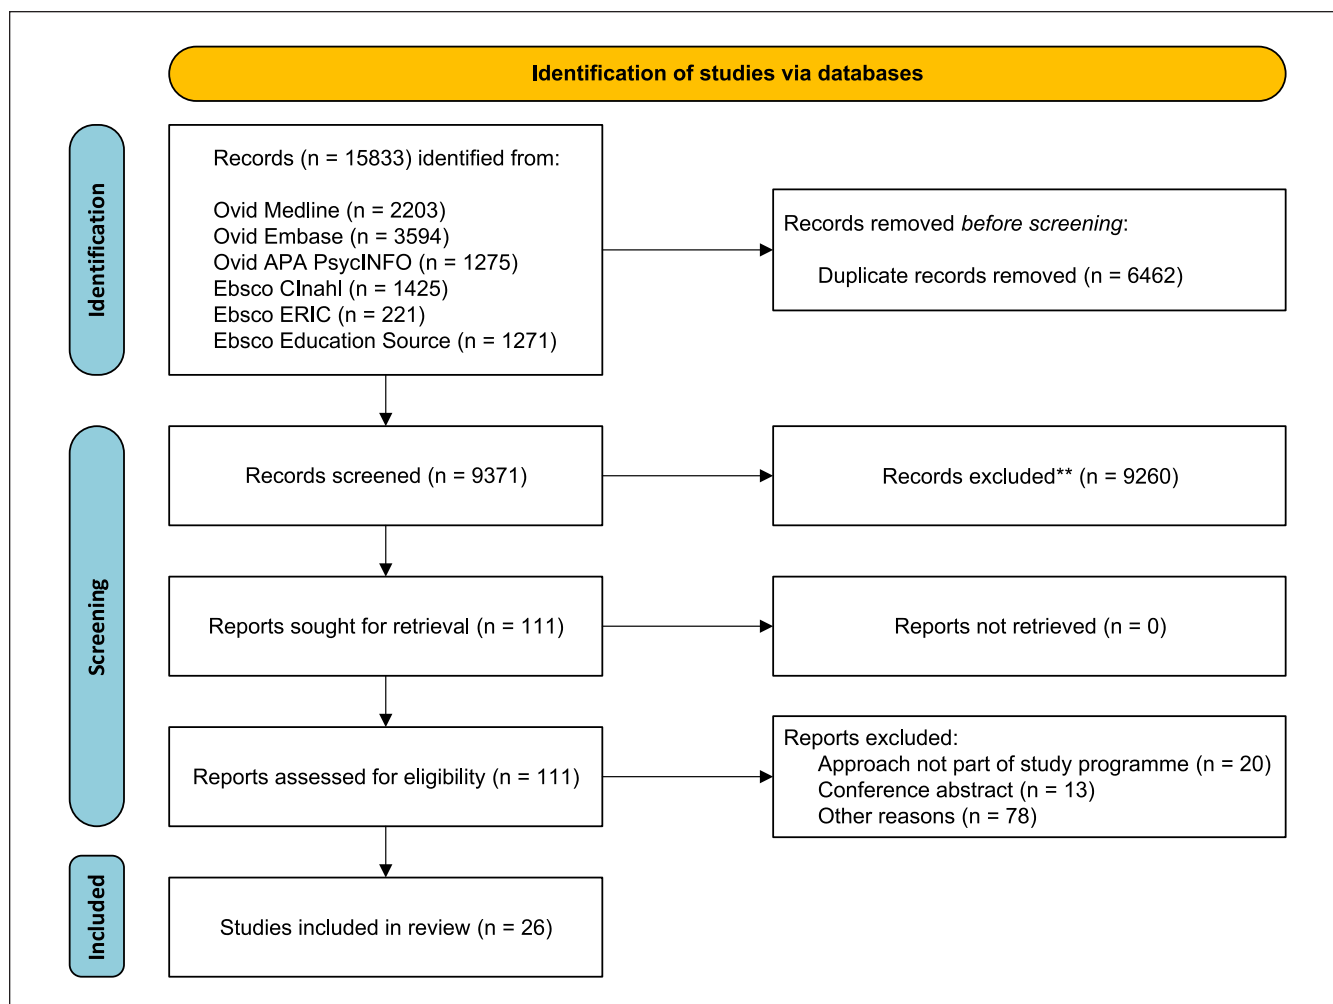 Identification of studies via databases
Identification
Records (n = 15833) identified from:
Ovid Medline (n = 2203)
Ovid Embase (n = 3594)
Ovid APA PsycINFO (n = 1275)
Ebsco CInahl (n = 1425)
Ebsco ERIC (n = 221)
Ebsco Education Source (n = 1271)
Records removed before screening:
Duplicate records removed (n = 6462)
Screening
Records screened (n = 9371)
Records excluded** (n = 9260)
Reports sought for retrieval (n = 111)
Reports not retrieved (n = 0)
Reports assessed for eligibility (n = 111)
Reports excluded:
Approach not part of study programme (n = 20)
Conference abstract (n = 13)
Other reasons (n = 78)
Included
Studies included in review (n = 26)